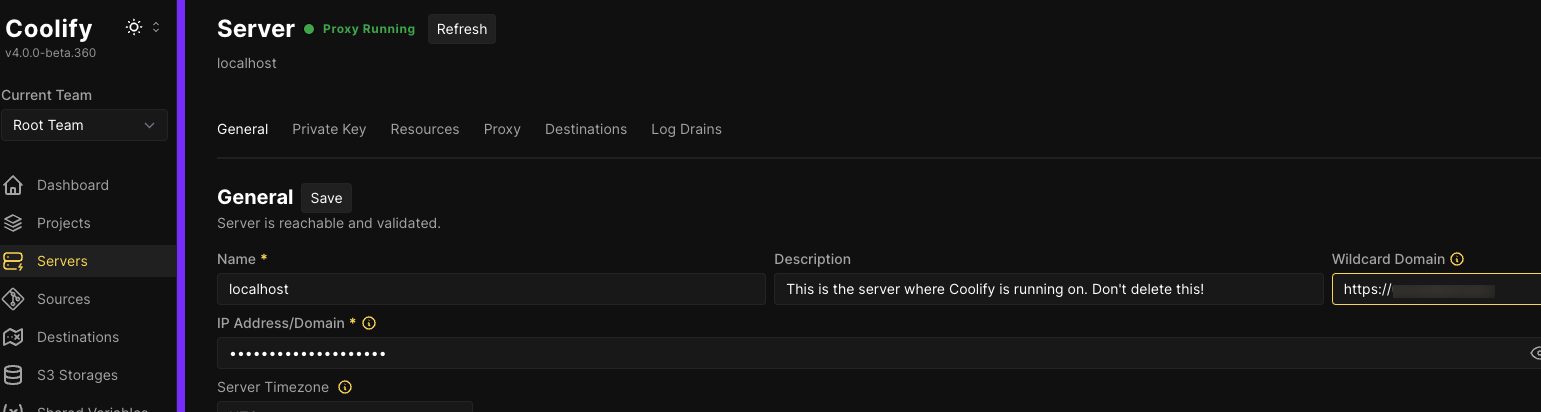 Coolify
v4.0.0-beta.360
Current Team
Root Team
Dashboard
Projects
Servers
Sources
Destinations
S3 Storages
Shared Variables
Server Proxy Running Refresh
localhost
General Private Key Resources Proxy Destinations Log Drains
General Save
Server is reachable and validated.
Name * Description Wildcard Domain
localhost This is the server where Coolify is running on. Don't delete this! https://
IP Address/Domain *
••••••••••••••••••••
Server Timezone